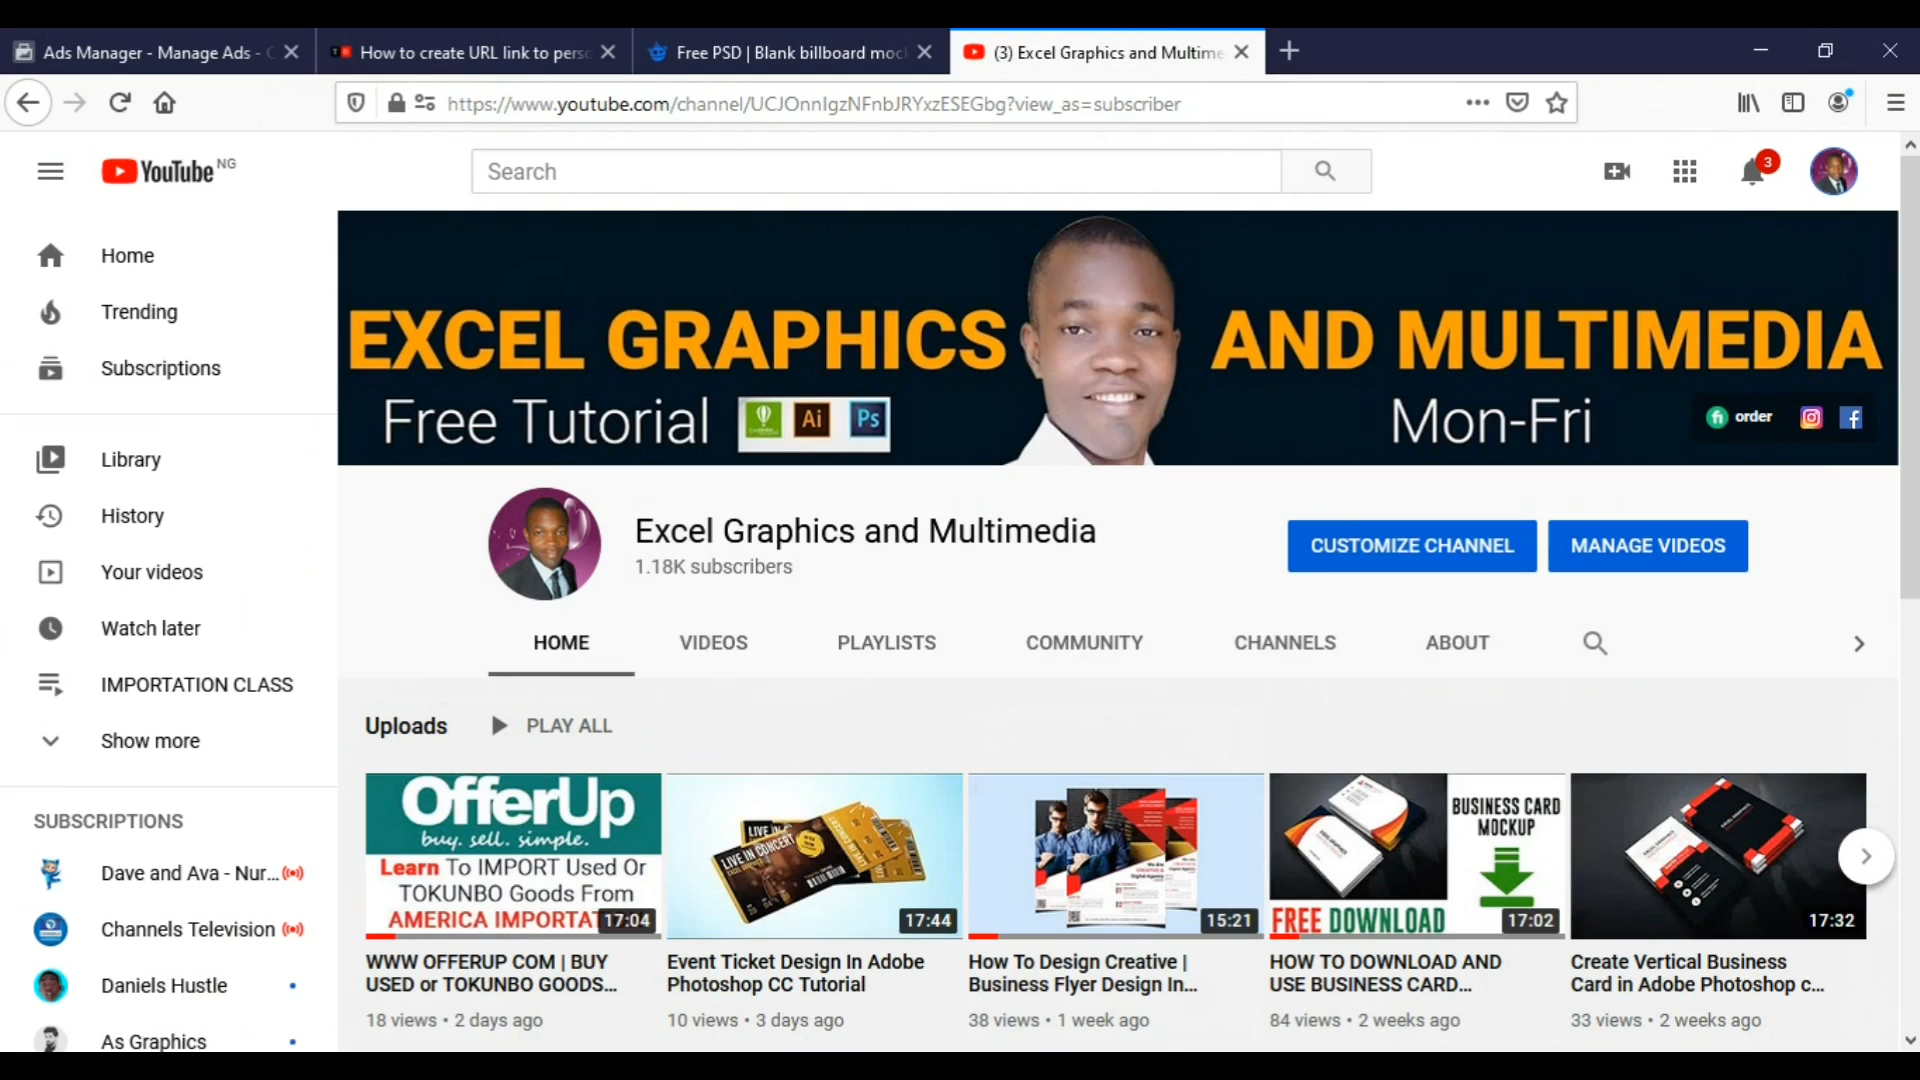 Ads Manager - Manage Ads -
How to create URL link to perso
Free PSD | Blank billboard moc
(3) Excel Graphics and Multime
https://www.youtube.com/channel/UCJOnnIgzNFnbJRYxzESEGbg?view_as=subscriber
YouTube NG
Search
3
Home
Trending
Subscriptions
Library
History
Your videos
Watch later
IMPORTATION CLASS
Show more
SUBSCRIPTIONS
Dave and Ava - Nur...
Channels Television
Daniels Hustle
As Graphics
EXCEL GRAPHICS AND MULTIMEDIA
Free Tutorial Ai Ps Mon-Fri
fi order
Excel Graphics and Multimedia
1.18K subscribers
CUSTOMIZE CHANNEL
MANAGE VIDEOS
HOME VIDEOS PLAYLISTS COMMUNITY CHANNELS ABOUT
Uploads PLAY ALL
OfferUp
buy. sell. simple.
Learn To IMPORT Used Or
TOKUNBO Goods From
AMERICA IMPORTAT
17:04
WWW OFFERUP COM | BUY
USED or TOKUNBO GOODS...
18 views • 2 days ago
LIVE IN CONCERT
17:44
Event Ticket Design In Adobe
Photoshop CC Tutorial
10 views • 3 days ago
15:21
How To Design Creative |
Business Flyer Design In...
38 views • 1 week ago
BUSINESS CARD
MOCKUP
FREE DOWNLOAD
17:02
HOW TO DOWNLOAD AND
USE BUSINESS CARD...
84 views • 2 weeks ago
17:32
Create Vertical Business
Card in Adobe Photoshop c...
33 views • 2 weeks ago